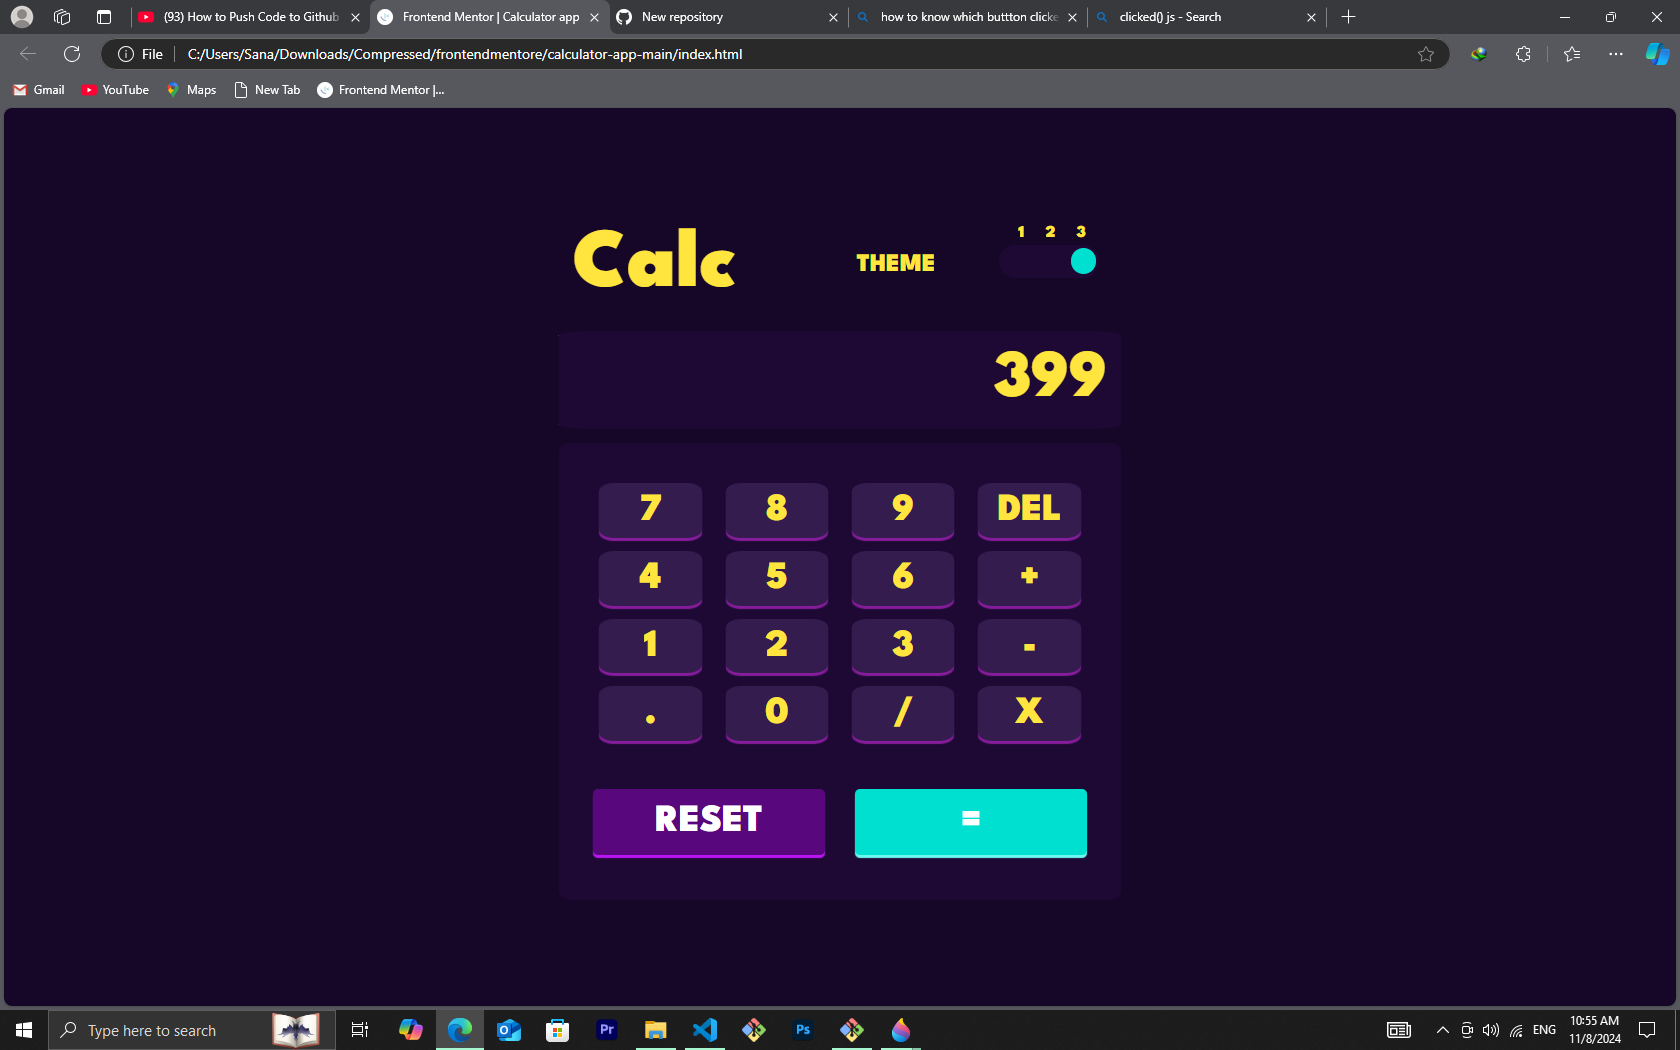 (93) How to Push Code to Github
Frontend Mentor | Calculator app
New repository
how to know which buttton clicke
clicked() js - Search
File
C:/Users/Sana/Downloads/Compressed/frontendmentore/calculator-app-main/index.html
Gmail
YouTube
Maps
New Tab
Frontend Mentor |...
Calc
THEME
1 2 3
399
7 8 9 DEL
4 5 6 +
1 2 3 -
. 0 / X
RESET =
Type here to search
Pr
Ps
ENG
10:55 AM
11/8/2024